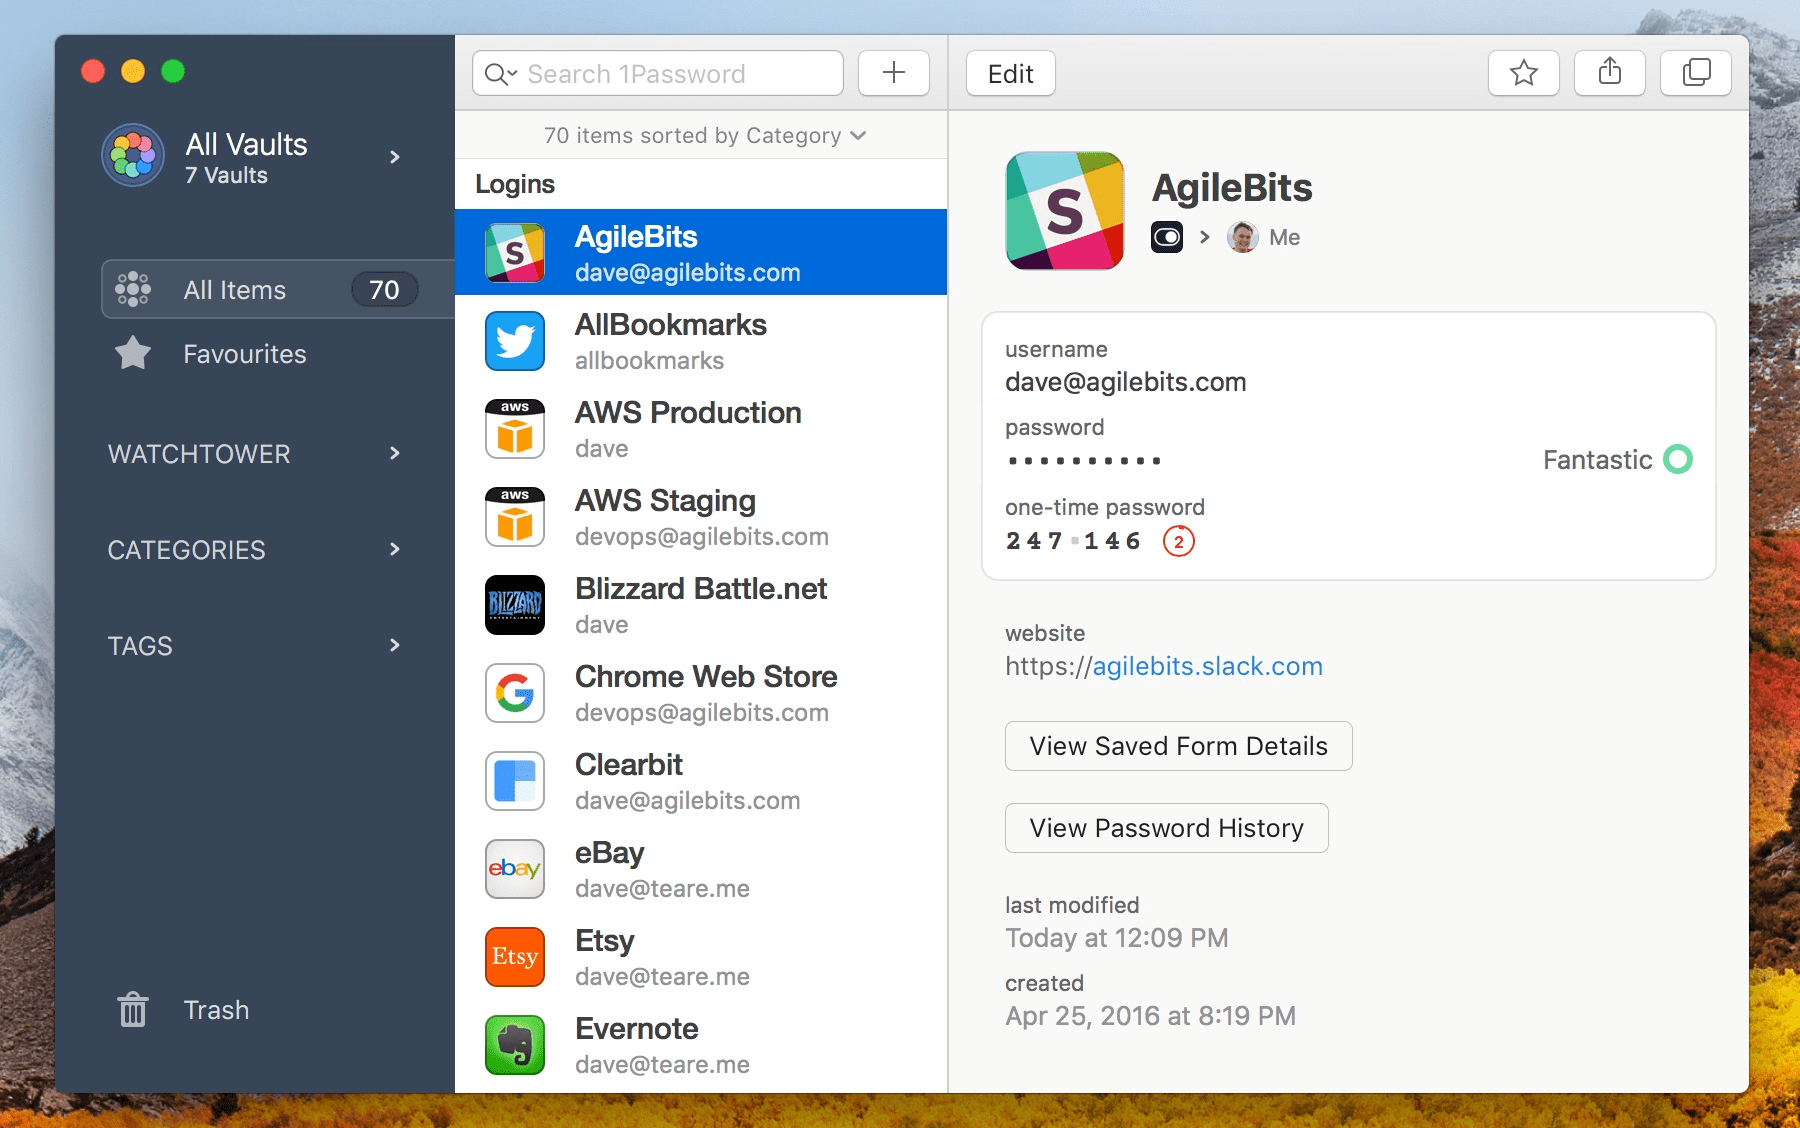 All Vaults
7 Vaults
All Items 70
Favourites
WATCHTOWER
CATEGORIES
TAGS
Trash
Search 1Password
70 items sorted by Category
Logins
S
AgileBits
dave@agilebits.com
AllBookmarks
allbookmarks
aws
AWS Production
dave
aws
AWS Staging
devops@agilebits.com
BLIZZARD
ENTERTAINMENT
Blizzard Battle.net
dave
G
Chrome Web Store
devops@agilebits.com
Clearbit
dave@agilebits.com
ebay
eBay
dave@teare.me
Etsy
Etsy
dave@teare.me
Evernote
dave@teare.me
Edit
S
AgileBits
Me
username
dave@agilebits.com
password
•••••••••• Fantastic
one-time password
247 146 2
website
https://agilebits.slack.com
View Saved Form Details
View Password History
last modified
Today at 12:09 PM
created
Apr 25, 2016 at 8:19 PM